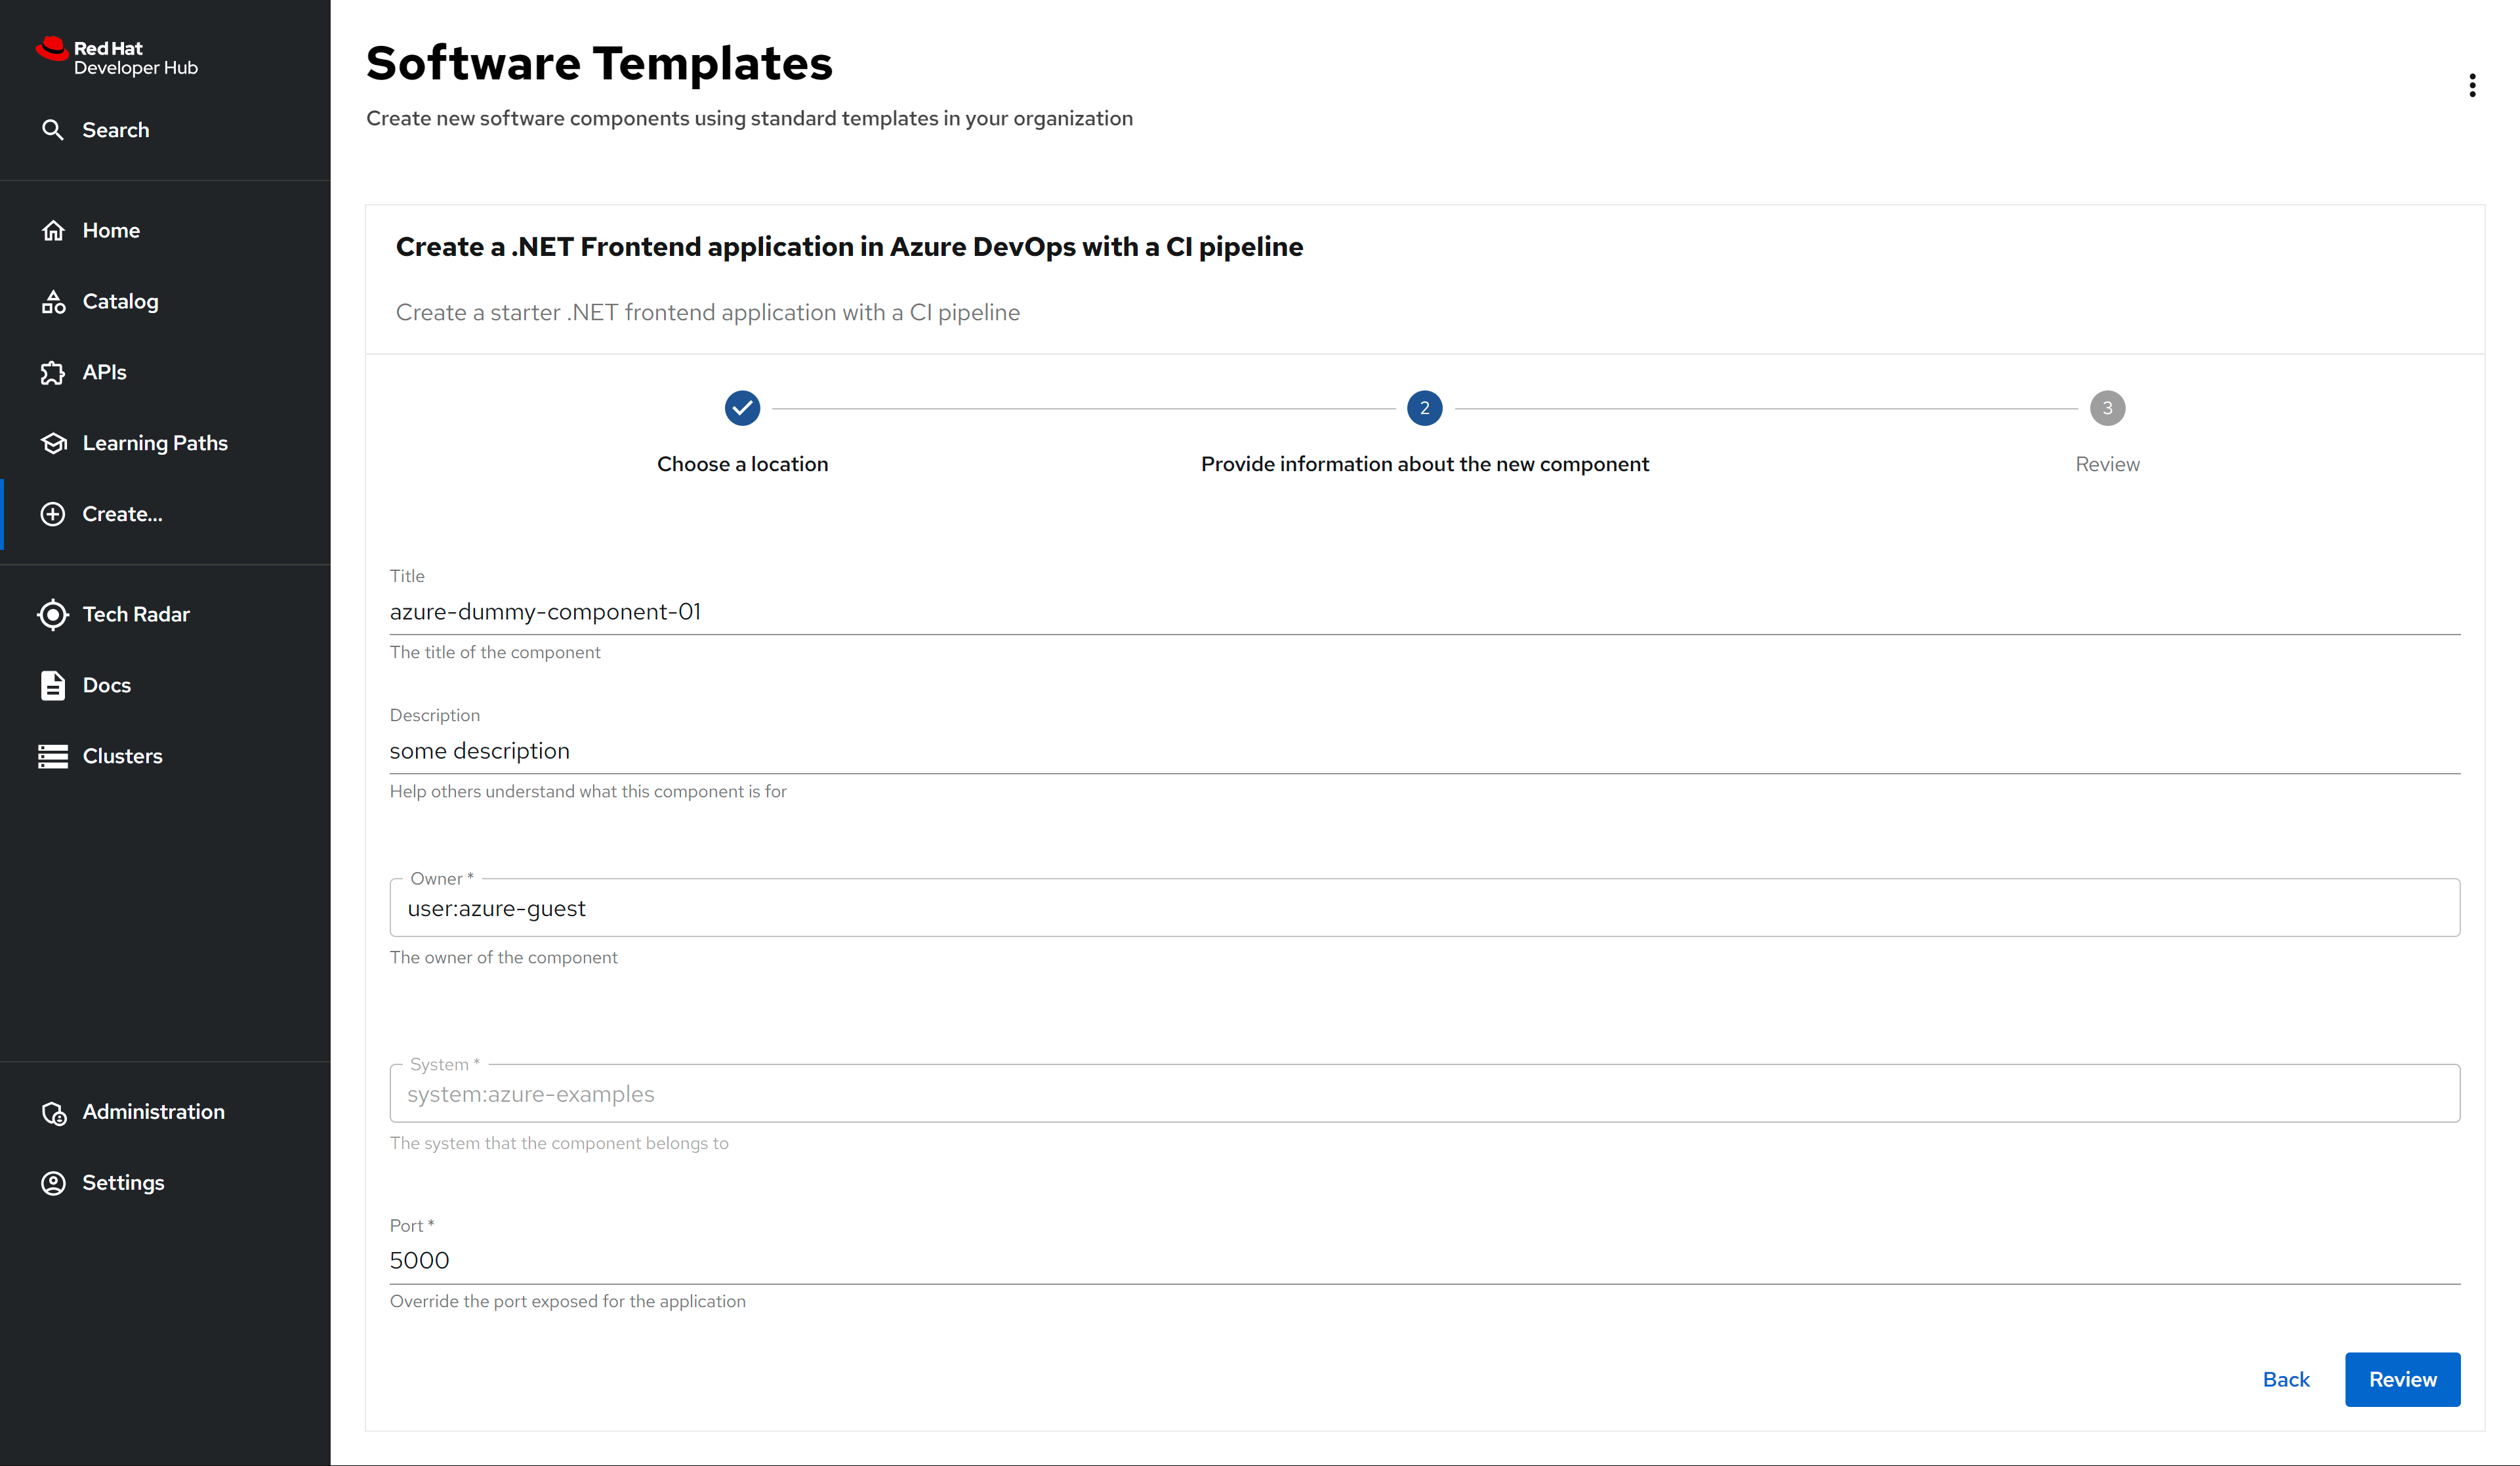 Red Hat
Developer Hub
Search
Home
Catalog
APIs
Learning Paths
Create...
Tech Radar
Docs
Clusters
Administration
Settings
Software Templates
Create new software components using standard templates in your organization
Create a .NET Frontend application in Azure DevOps with a CI pipeline
Create a starter .NET frontend application with a CI pipeline
2
3
Choose a location
Provide information about the new component
Review
Title
azure-dummy-component-01
The title of the component
Description
some description
Help others understand what this component is for
Owner *
user:azure-guest
The owner of the component
System *
system:azure-examples
The system that the component belongs to
Port *
5000
Override the port exposed for the application
Back
Review